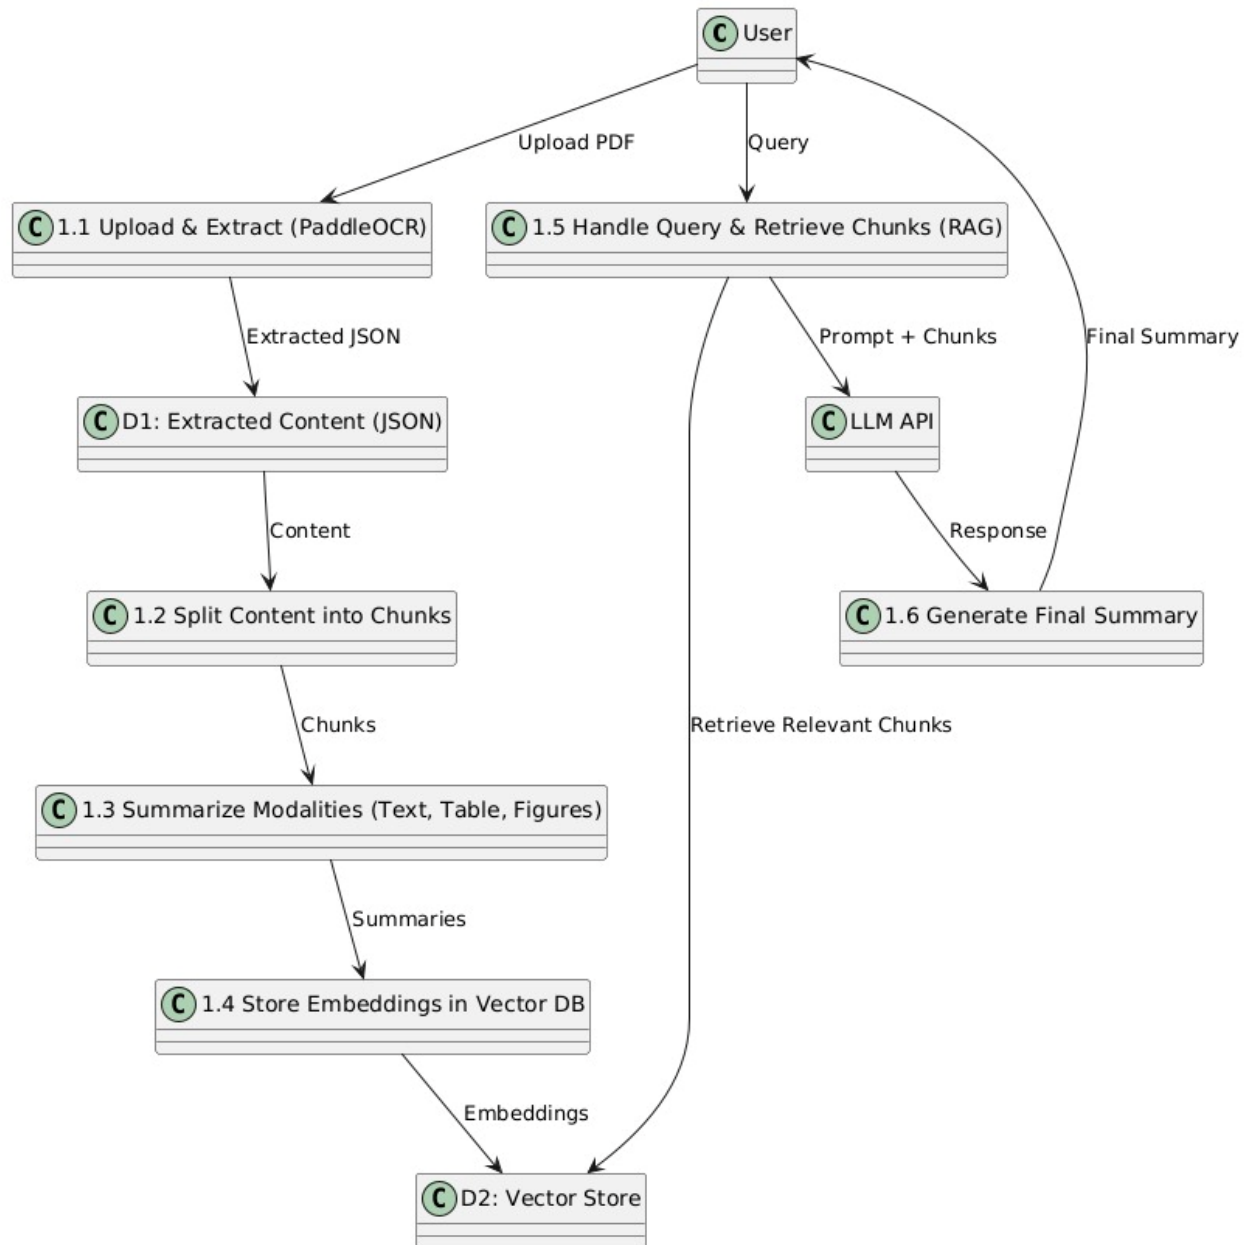 C User
Upload PDF
Query
C 1.1 Upload & Extract (PaddleOCR)
C 1.5 Handle Query & Retrieve Chunks (RAG)
Extracted JSON
Prompt + Chunks
Final Summary
C D1: Extracted Content (JSON)
C LLM API
Content
Response
C 1.2 Split Content into Chunks
C 1.6 Generate Final Summary
Chunks
Retrieve Relevant Chunks
C 1.3 Summarize Modalities (Text, Table, Figures)
Summaries
C 1.4 Store Embeddings in Vector DB
Embeddings
C D2: Vector Store